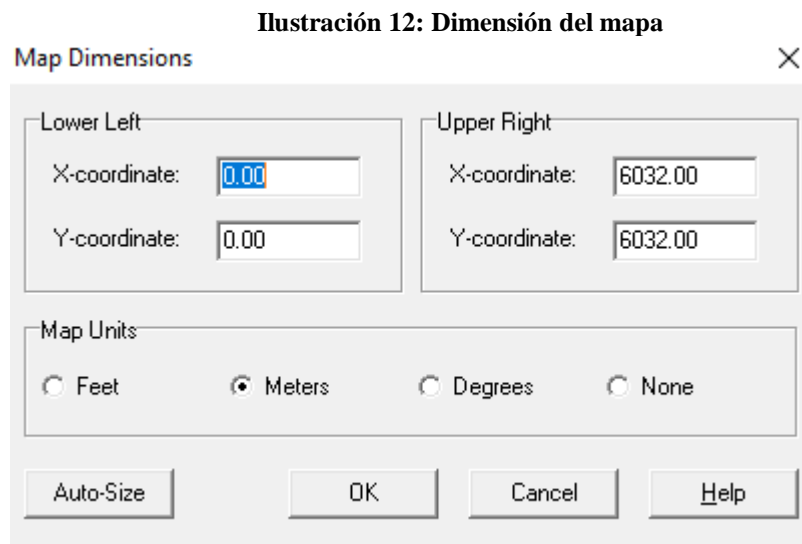 Ilustración 12: Dimensión del mapa
Map Dimensions
Lower Left
X-coordinate: 0.00
Y-coordinate: 0.00
Upper Right
X-coordinate: 6032.00
Y-coordinate: 6032.00
Map Units
Feet Meters Degrees None
Auto-Size OK Cancel Help